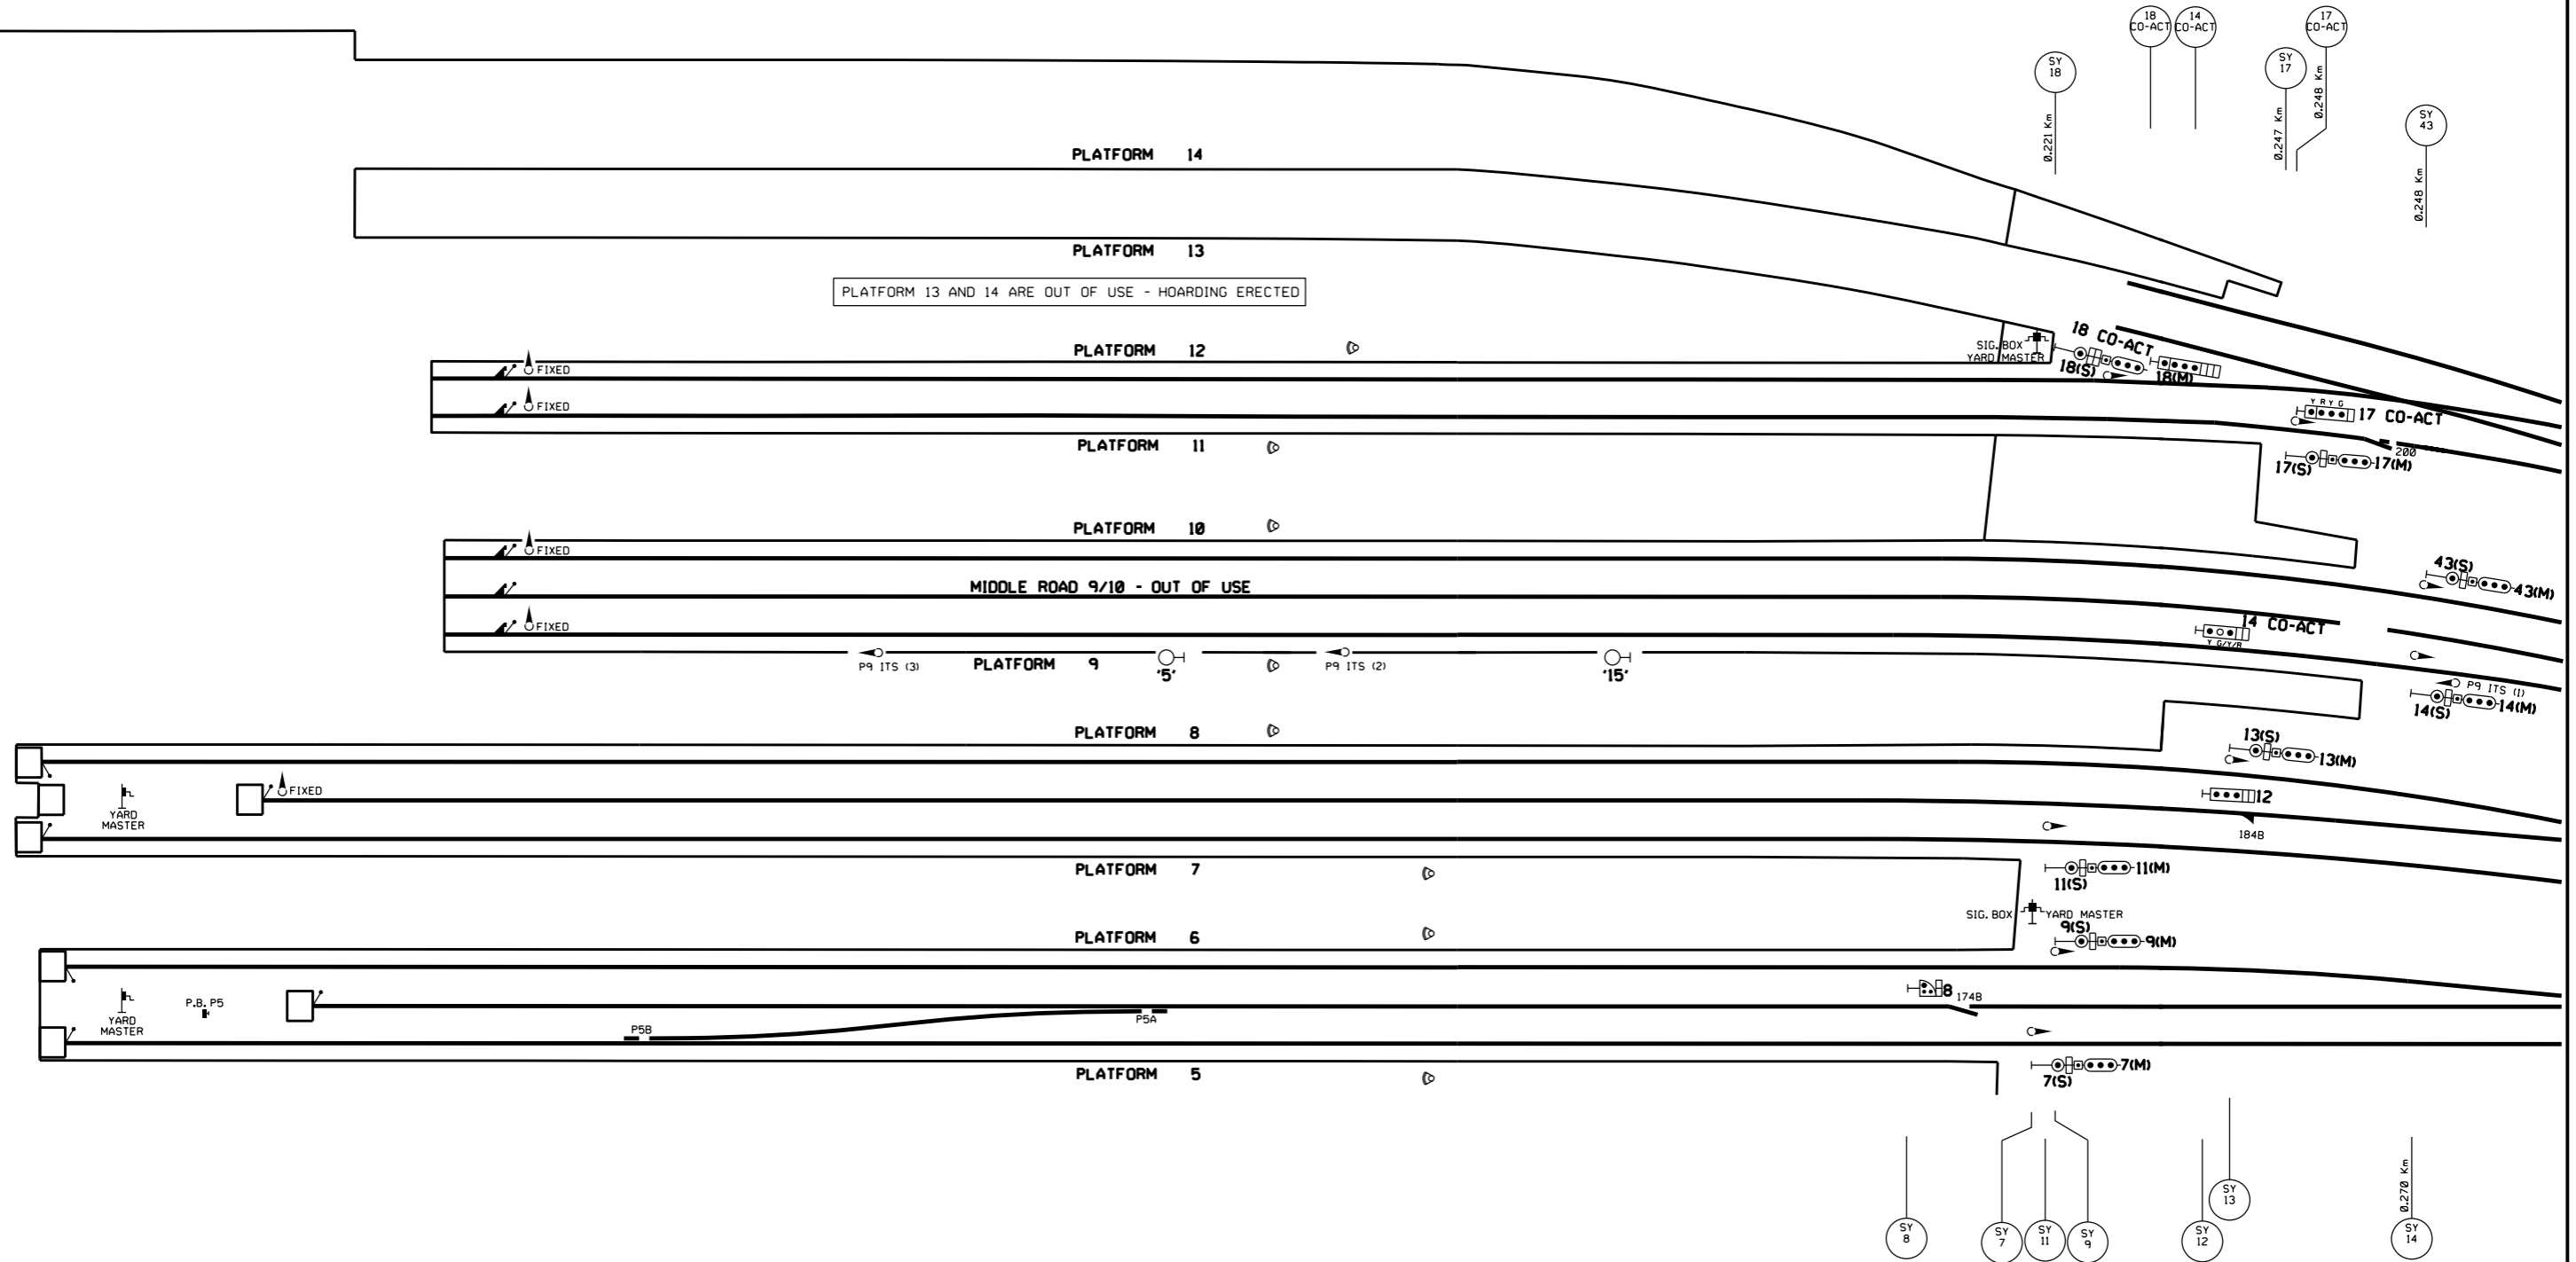 18
CO-ACT
14
CO-ACT
17
CO-ACT
SY
18
SY
17
SY
43
0.221 Km
0.247 Km
0.248 Km
0.248 Km
PLATFORM 14
PLATFORM 13
PLATFORM 13 AND 14 ARE OUT OF USE - HOARDING ERECTED
PLATFORM 12
SIG. BOX
YARD MASTER
18 CO-ACT
18(S)
18(M)
FIXED
FIXED
Y R Y G
17 CO-ACT
PLATFORM 11
200
17(S)
17(M)
PLATFORM 10
FIXED
43(S)
43(M)
MIDDLE ROAD 9/10 - OUT OF USE
FIXED
14 CO-ACT
Y G/Y/R
P9 ITS (3)
PLATFORM 9
'5'
P9 ITS (2)
'15'
P9 ITS (1)
14(S)
14(M)
PLATFORM 8
13(S)
13(M)
FIXED
12
YARD
MASTER
184B
PLATFORM 7
11(M)
11(S)
SIG. BOX
YARD MASTER
PLATFORM 6
9(S)
9(M)
8
174B
P.B. P5
YARD
MASTER
P5B
P5A
PLATFORM 5
7(M)
7(S)
0.270 Km
SY
13
SY
8
SY
7
SY
11
SY
9
SY
12
SY
14